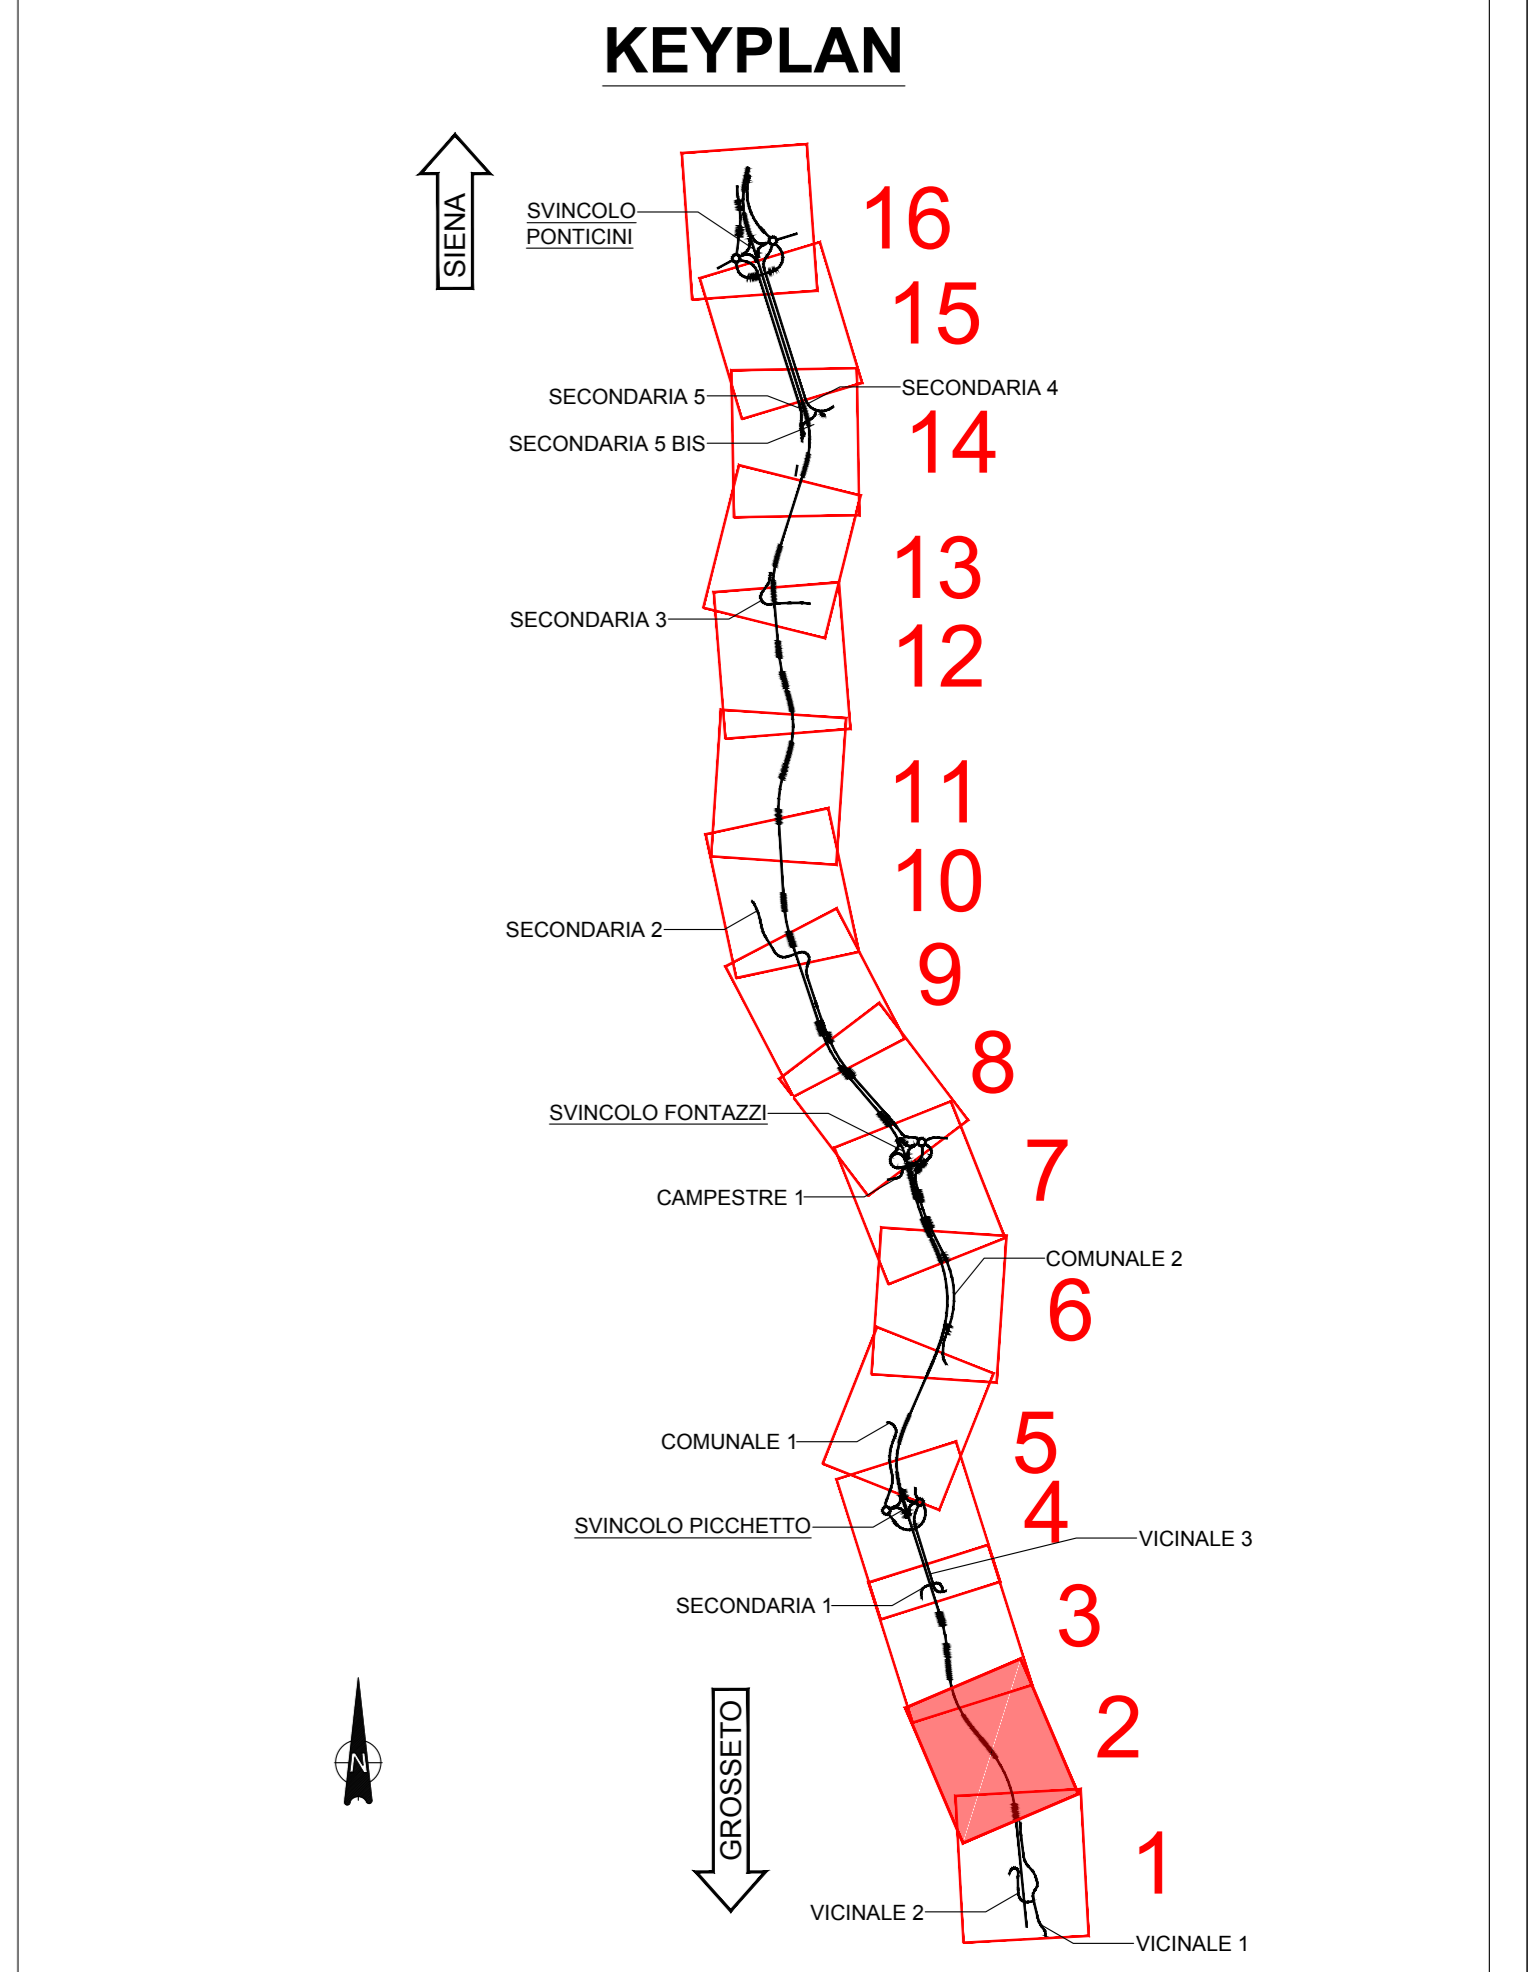 KEYPLAN
SIENA
SVINCOLO
PONTICINI
16
15
SECONDARIA 4
SECONDARIA 5
14
SECONDARIA 5 BIS
13
SECONDARIA 3
12
11
10
SECONDARIA 2
9
8
SVINCOLO FONTAZZI
7
CAMPESTRE 1
COMUNALE 2
6
COMUNALE 1
5
4
SVINCOLO PICCHETTO
VICINALE 3
SECONDARIA 1
3
2
N
GROSSETO
1
VICINALE 2
VICINALE 1